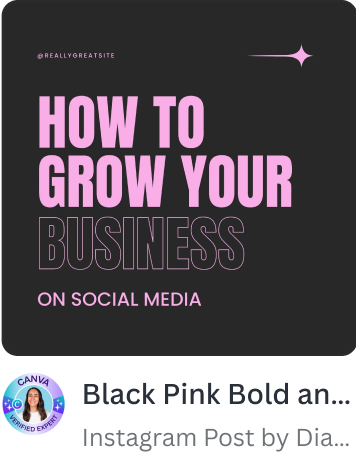 @REALLYGREATSITE
HOW TO
GROW YOUR
BUSINESS
ON SOCIAL MEDIA
CANVA
VERIFIED EXPERT
Black Pink Bold an...
Instagram Post by Dia...